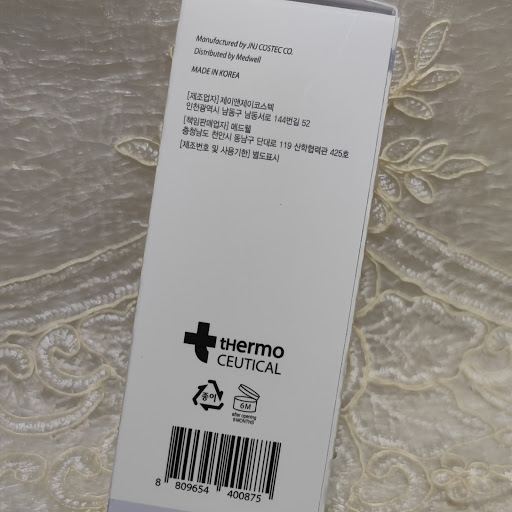 Manufactured by JNJ COSTEC CO.
Distributed by Medwell
MADE IN KOREA
[제조업자] 제이앤제이코스텍
인천광역시 남동구 남동서로 144번길 52
[책임판매업자] 메드웰
충청남도 천안시 동남구 단대로 119 산학협력관 425호
[제조번호 및 사용기한] 별도표시
tHermo
CEUTICAL
종이
6M
after opening
6 MONTHS
8 809654 400875